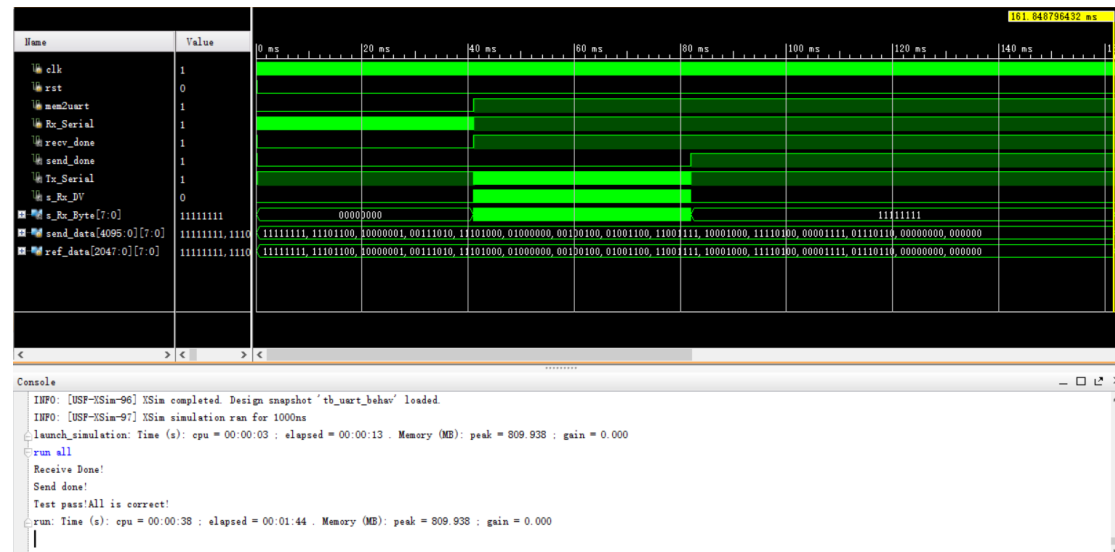 161.848796432 ms
Name Value 0 ms 20 ms 40 ms 60 ms 80 ms 100 ms 120 ms 140 ms
clk 1
rst 0
mem2uart 1
Rx_Serial 1
recv_done 1
send_done 1
Tx_Serial 1
s_Rx_DV 0
s_Rx_Byte[7:0] 11111111 00000000 11111111
send_data[4095:0][7:0] 11111111,1110 11111111, 11101100, 10000001, 00111010, 11101000, 01000000, 00100100, 01001100, 11001111, 10001000, 11110100, 00001111, 01110110, 00000000, 000000
ref_data[2047:0][7:0] 11111111,1110 11111111, 11101100, 10000001, 00111010, 11101000, 01000000, 00100100, 01001100, 11001111, 10001000, 11110100, 00001111, 01110110, 00000000, 000000
Console
INFO: [USF-XSim-96] XSim completed. Design snapshot 'tb_uart_behav' loaded.
INFO: [USF-XSim-97] XSim simulation ran for 1000ns
launch_simulation: Time (s): cpu = 00:00:03 ; elapsed = 00:00:13 . Memory (MB): peak = 809.938 ; gain = 0.000
run all
Receive Done!
Send done!
Test pass!All is correct!
run: Time (s): cpu = 00:00:38 ; elapsed = 00:01:44 . Memory (MB): peak = 809.938 ; gain = 0.000